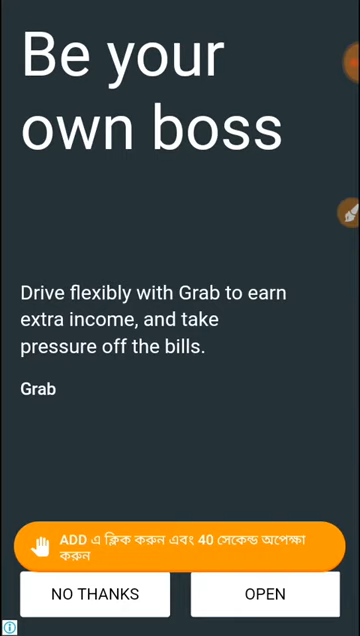 Be your
own boss
Drive flexibly with Grab to earn
extra income, and take
pressure off the bills.
Grab
ADD এ ক্লিক করুন এবং 40 সেকেন্ড অপেক্ষা
করুন
NO THANKS
OPEN